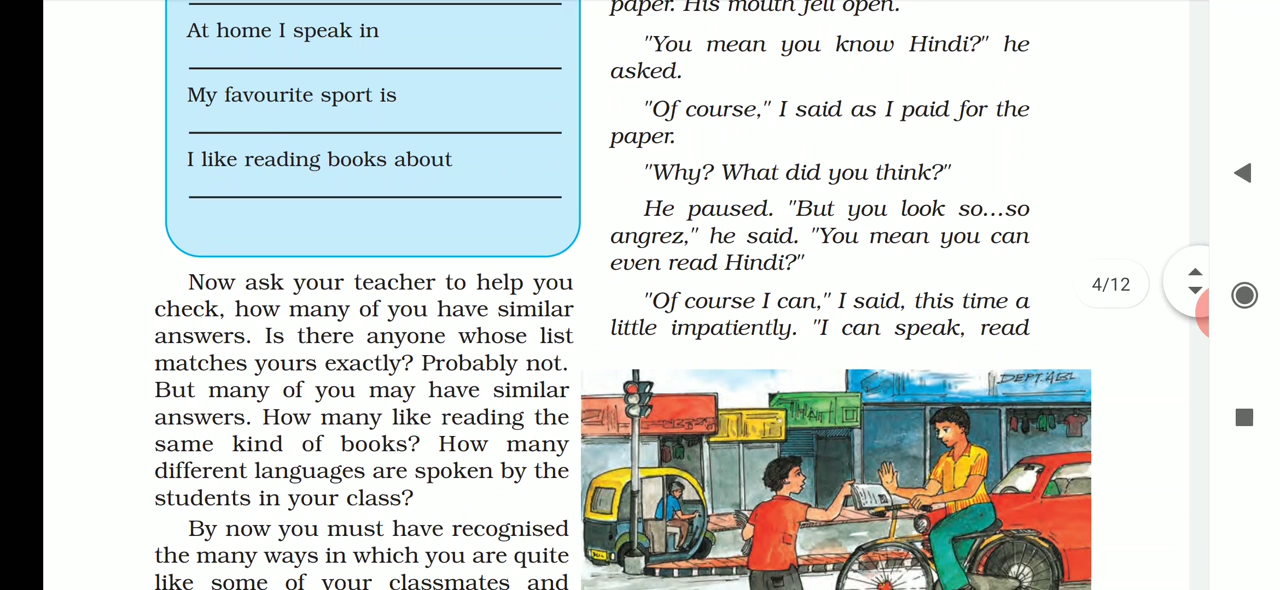 At home I speak in
My favourite sport is
I like reading books about
Now ask your teacher to help you
check, how many of you have similar
answers. Is there anyone whose list
matches yours exactly? Probably not.
But many of you may have similar
answers. How many like reading the
same kind of books? How many
different languages are spoken by the
students in your class?
By now you must have recognised
the many ways in which you are quite
like some of your classmates and
paper. His mouth fell open.
"You mean you know Hindi?" he
asked.
"Of course," I said as I paid for the
paper.
"Why? What did you think?"
He paused. "But you look so...so
angrez," he said. "You mean you can
even read Hindi?"
"Of course I can," I said, this time a
little impatiently. "I can speak, read
4/12